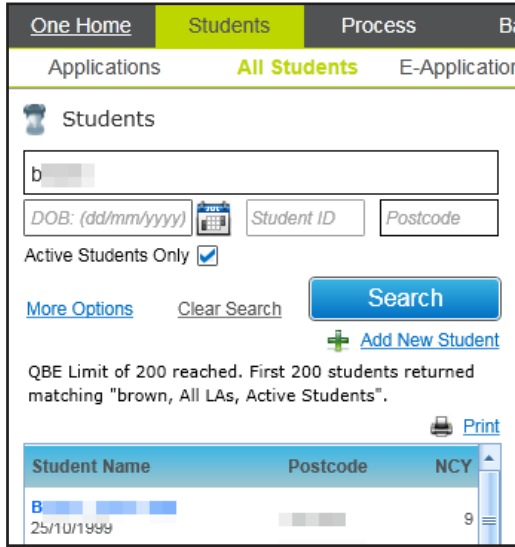 One Home Students Process
Applications All Students E-Application
Students
DOB: (dd/mm/yyyy) JUL Student ID Postcode
Active Students Only
More Options Clear Search Search
Add New Student
QBE Limit of 200 reached. First 200 students returned
matching "brown, All LAs, Active Students".
Print
Student Name Postcode NCY
25/10/1999 9